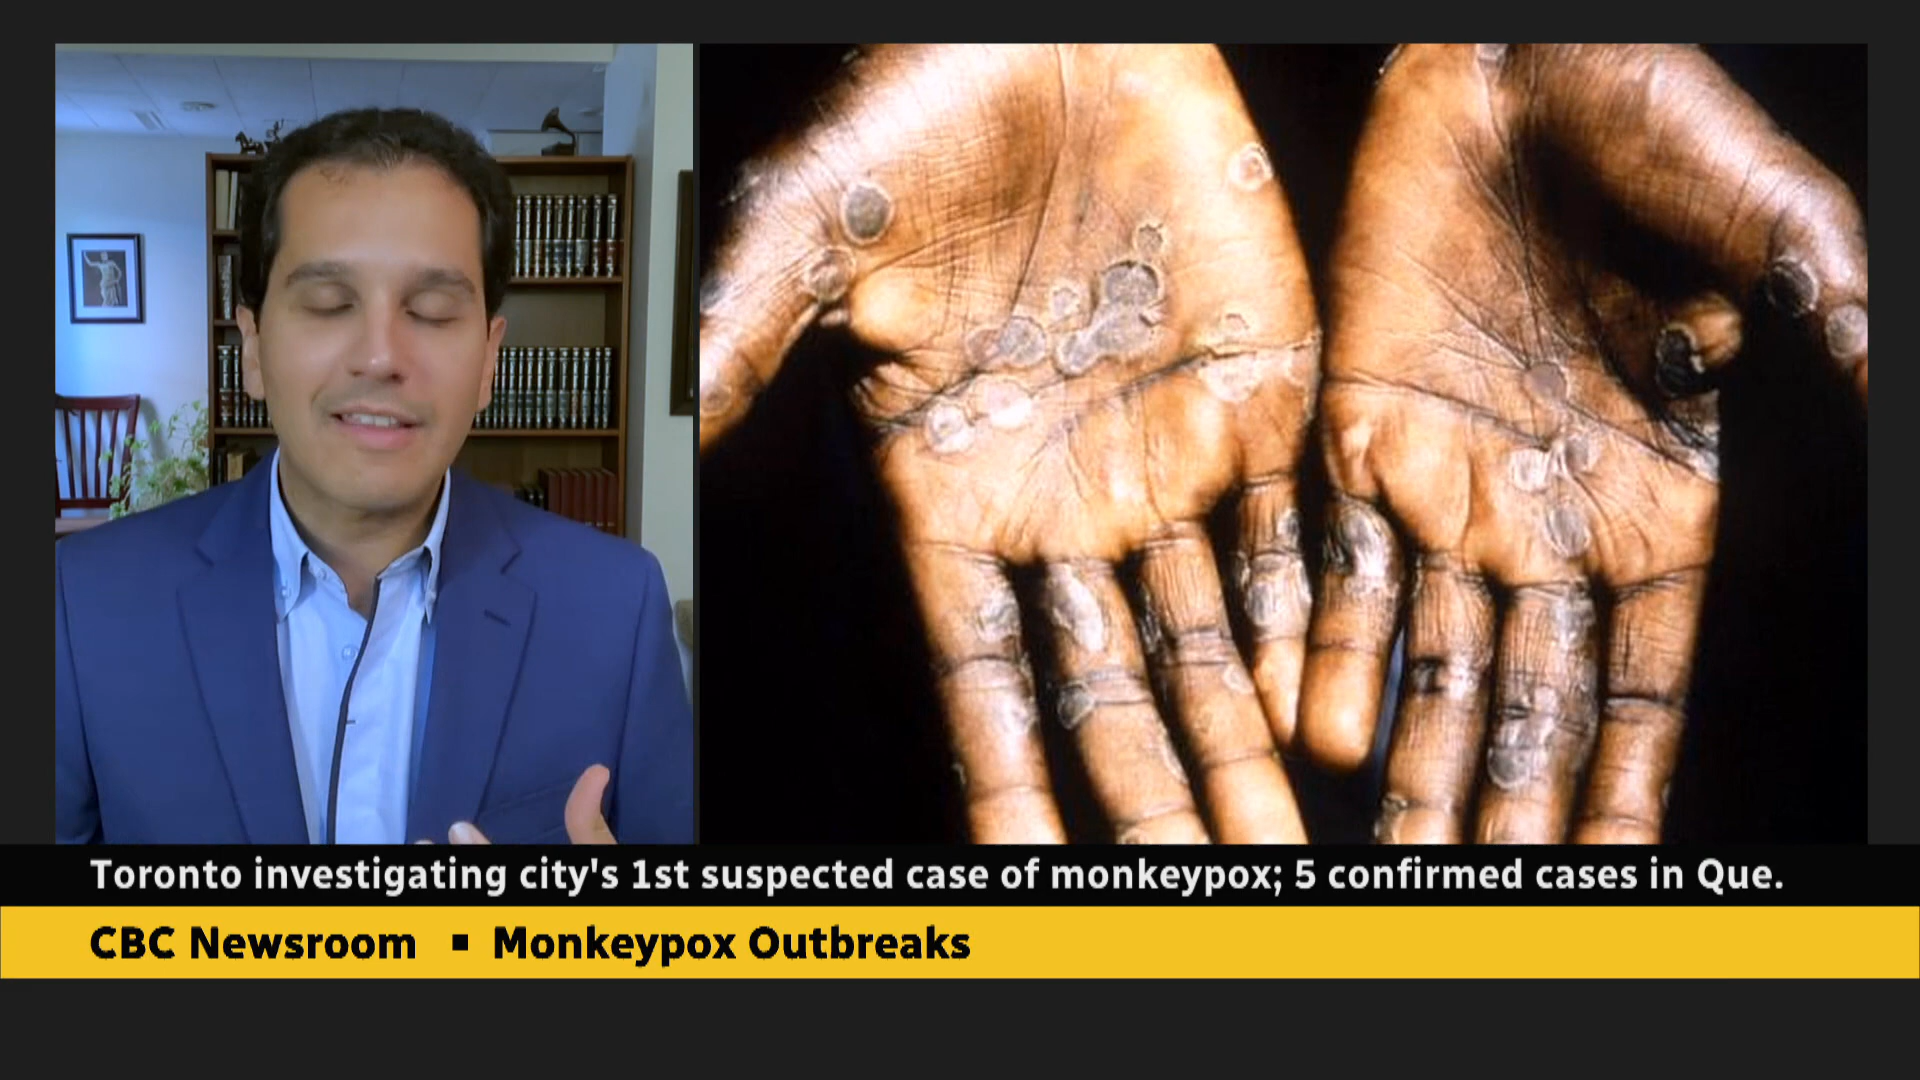 Toronto investigating city's 1st suspected case of monkeypox; 5 confirmed cases in Que.
CBC Newsroom ▪ Monkeypox Outbreaks